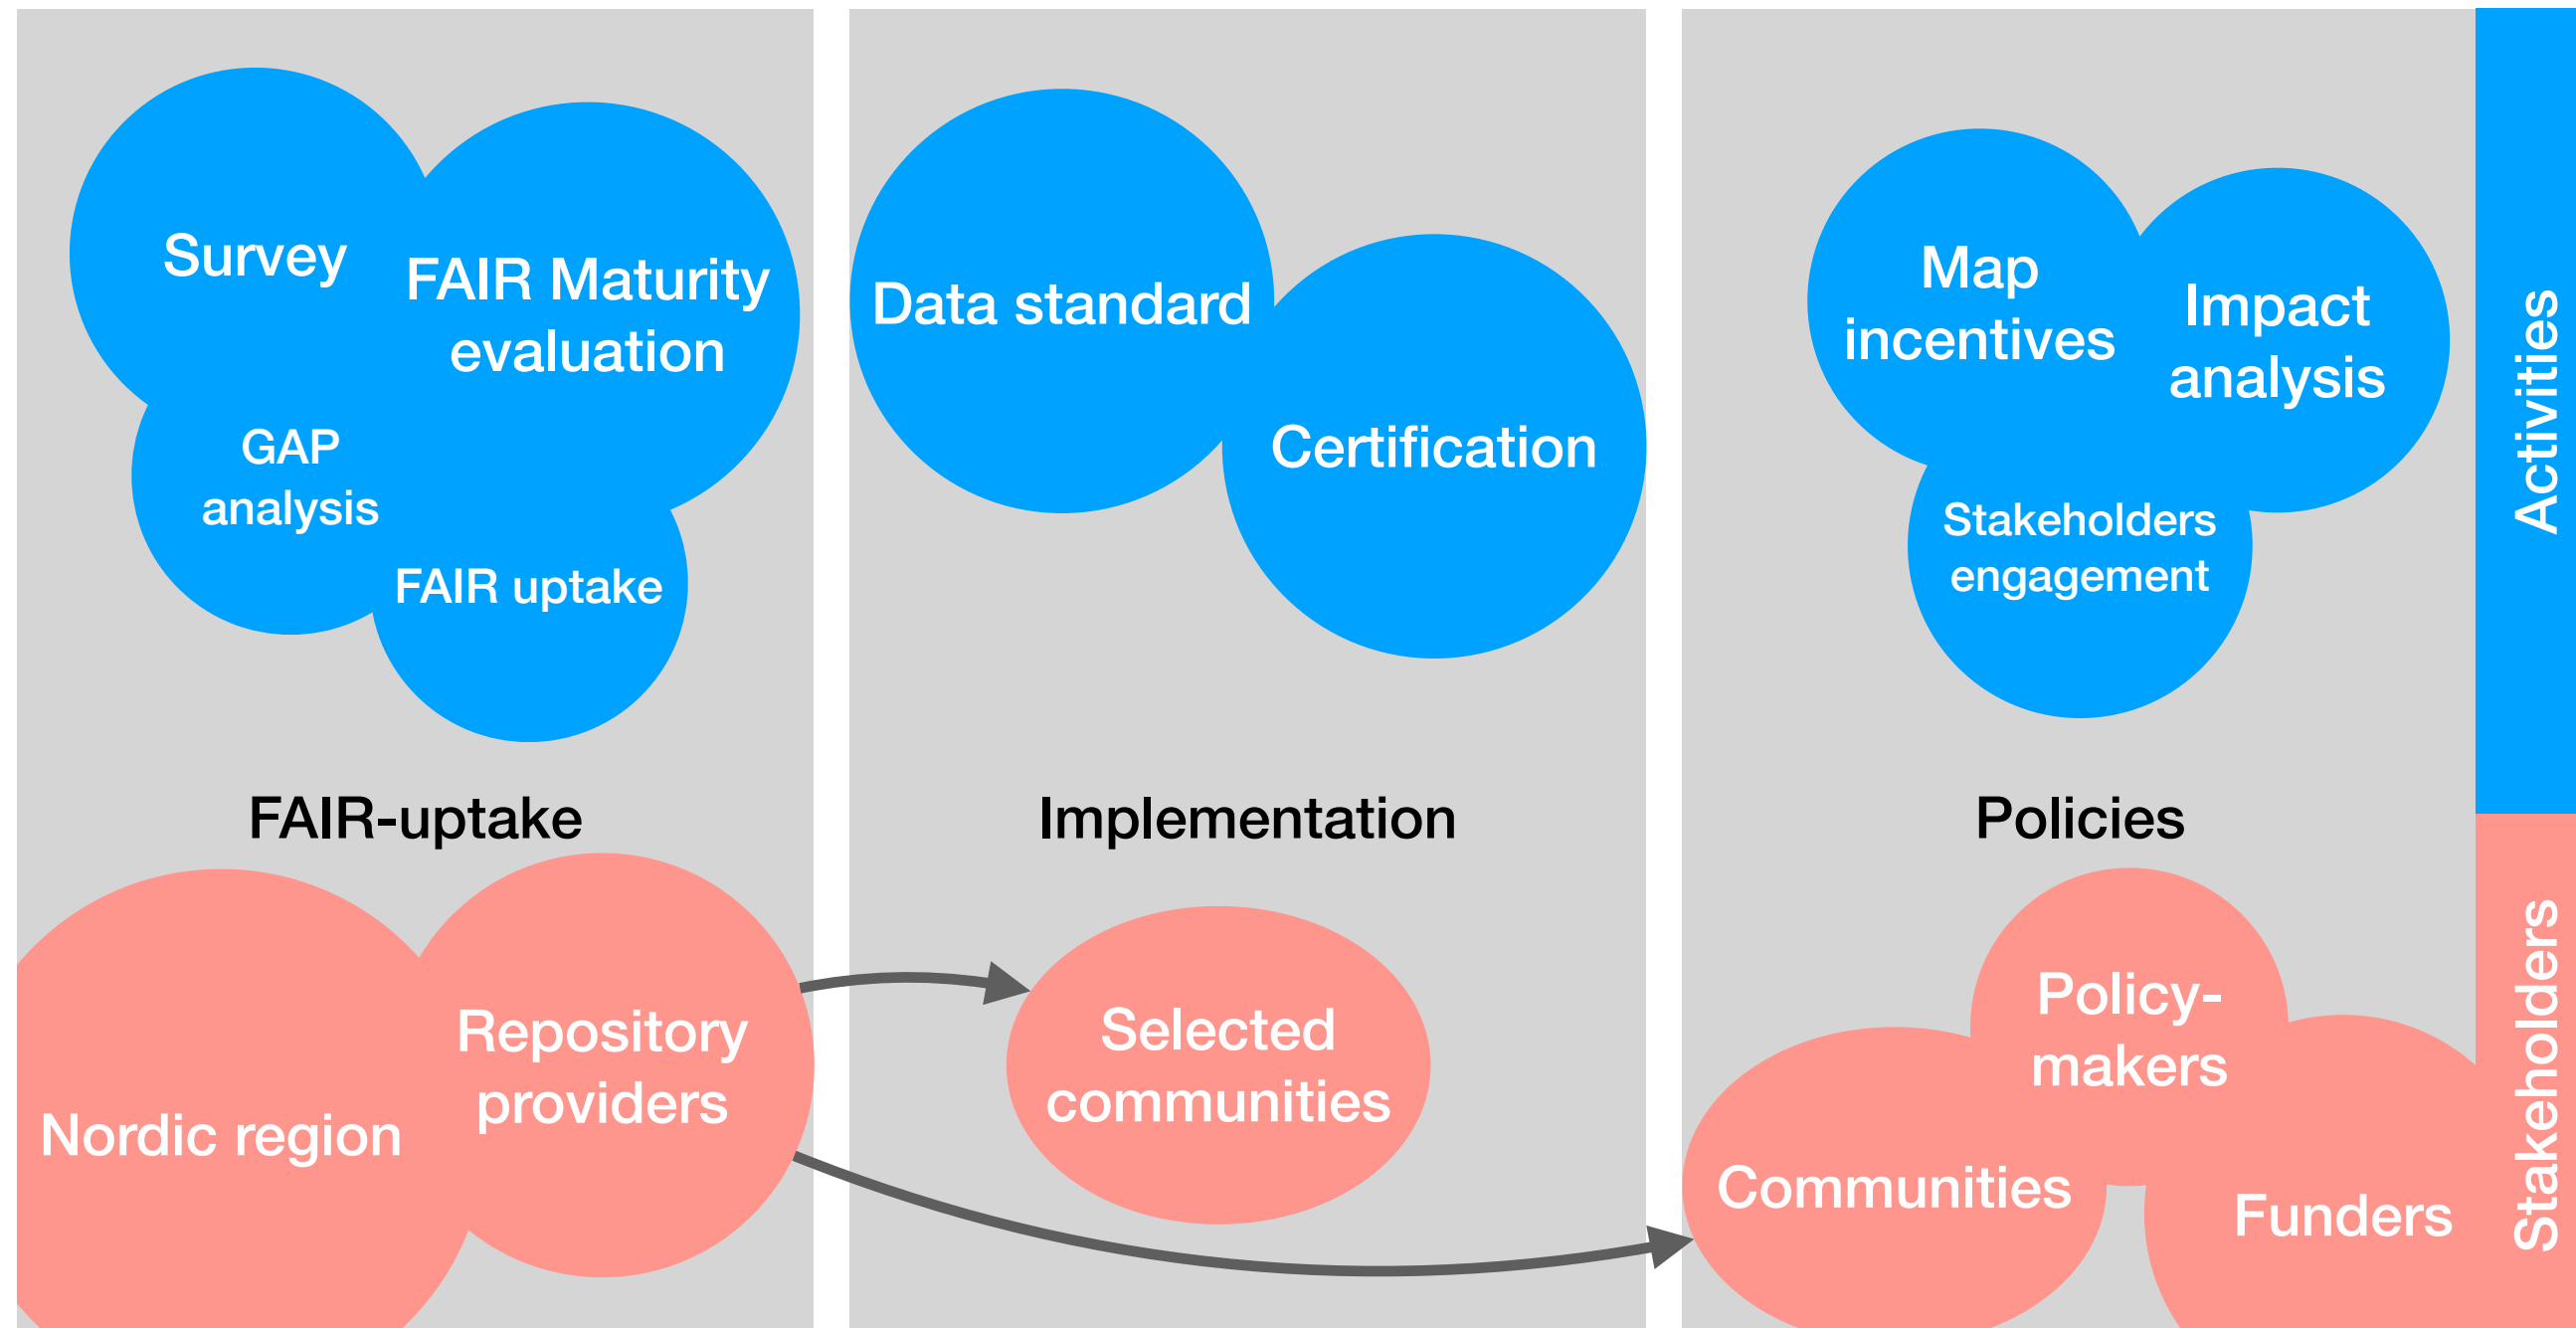 Survey
FAIR Maturity
evaluation
GAP
analysis
FAIR uptake
Data standard
Certification
Map
incentives
Impact
analysis
Stakeholders
engagement
Activities
FAIR-uptake
Implementation
Policies
Nordic region
Repository
providers
Selected
communities
Policy-
makers
Communities
Funders
Stakeholders